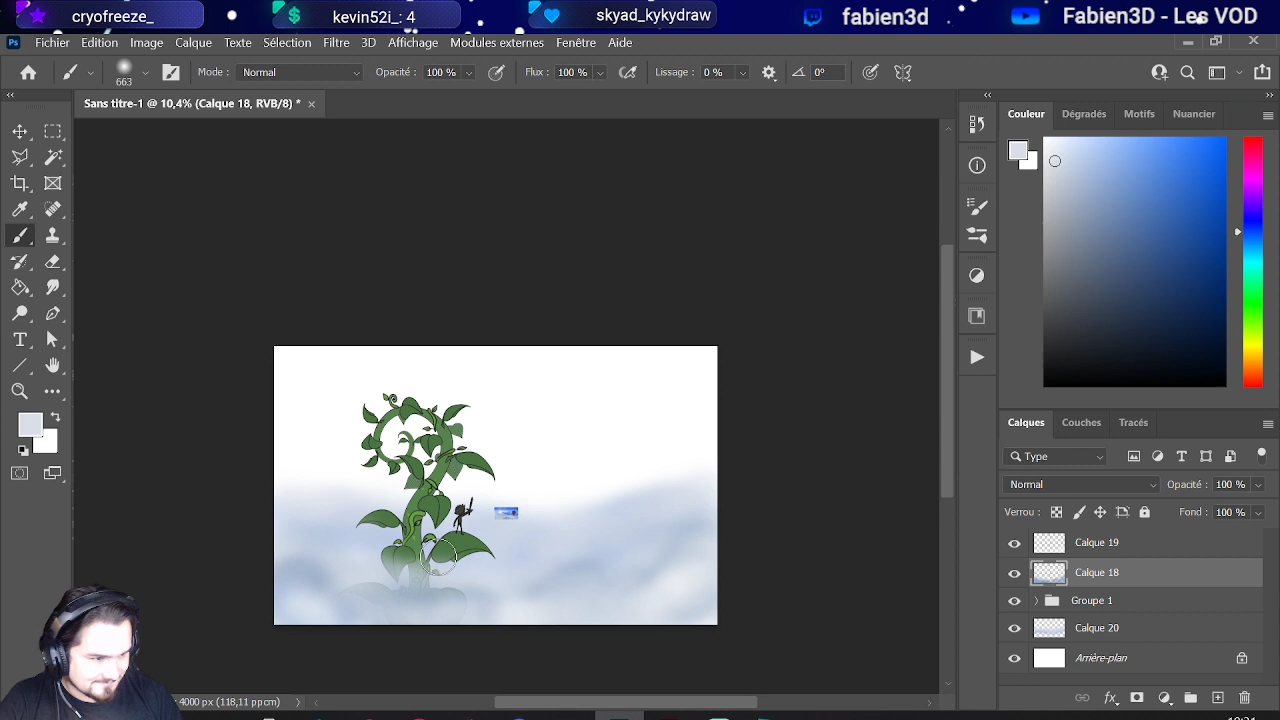 cryofreeze_
kevin52i_: 4
skyad_kykydraw
fabien3d
Fabien3D - Les VOD
Ps Fichier Edition Image Calque Texte Sélection Filtre 3D Affichage Modules externes Fenêtre Aide
663 Mode : Normal Opacité : 100 % Flux : 100 % Lissage : 0 % 0°
Sans titre-1 @ 10,4% (Calque 18, RVB/8) *
Couleur Dégradés Motifs Nuancier
Calques Couches Tracés
Type
Normal Opacité : 100 %
Verrou : Fond : 100 %
Calque 19
Calque 18
Groupe 1
Calque 20
Arrière-plan
4000 px (118,11 ppcm)